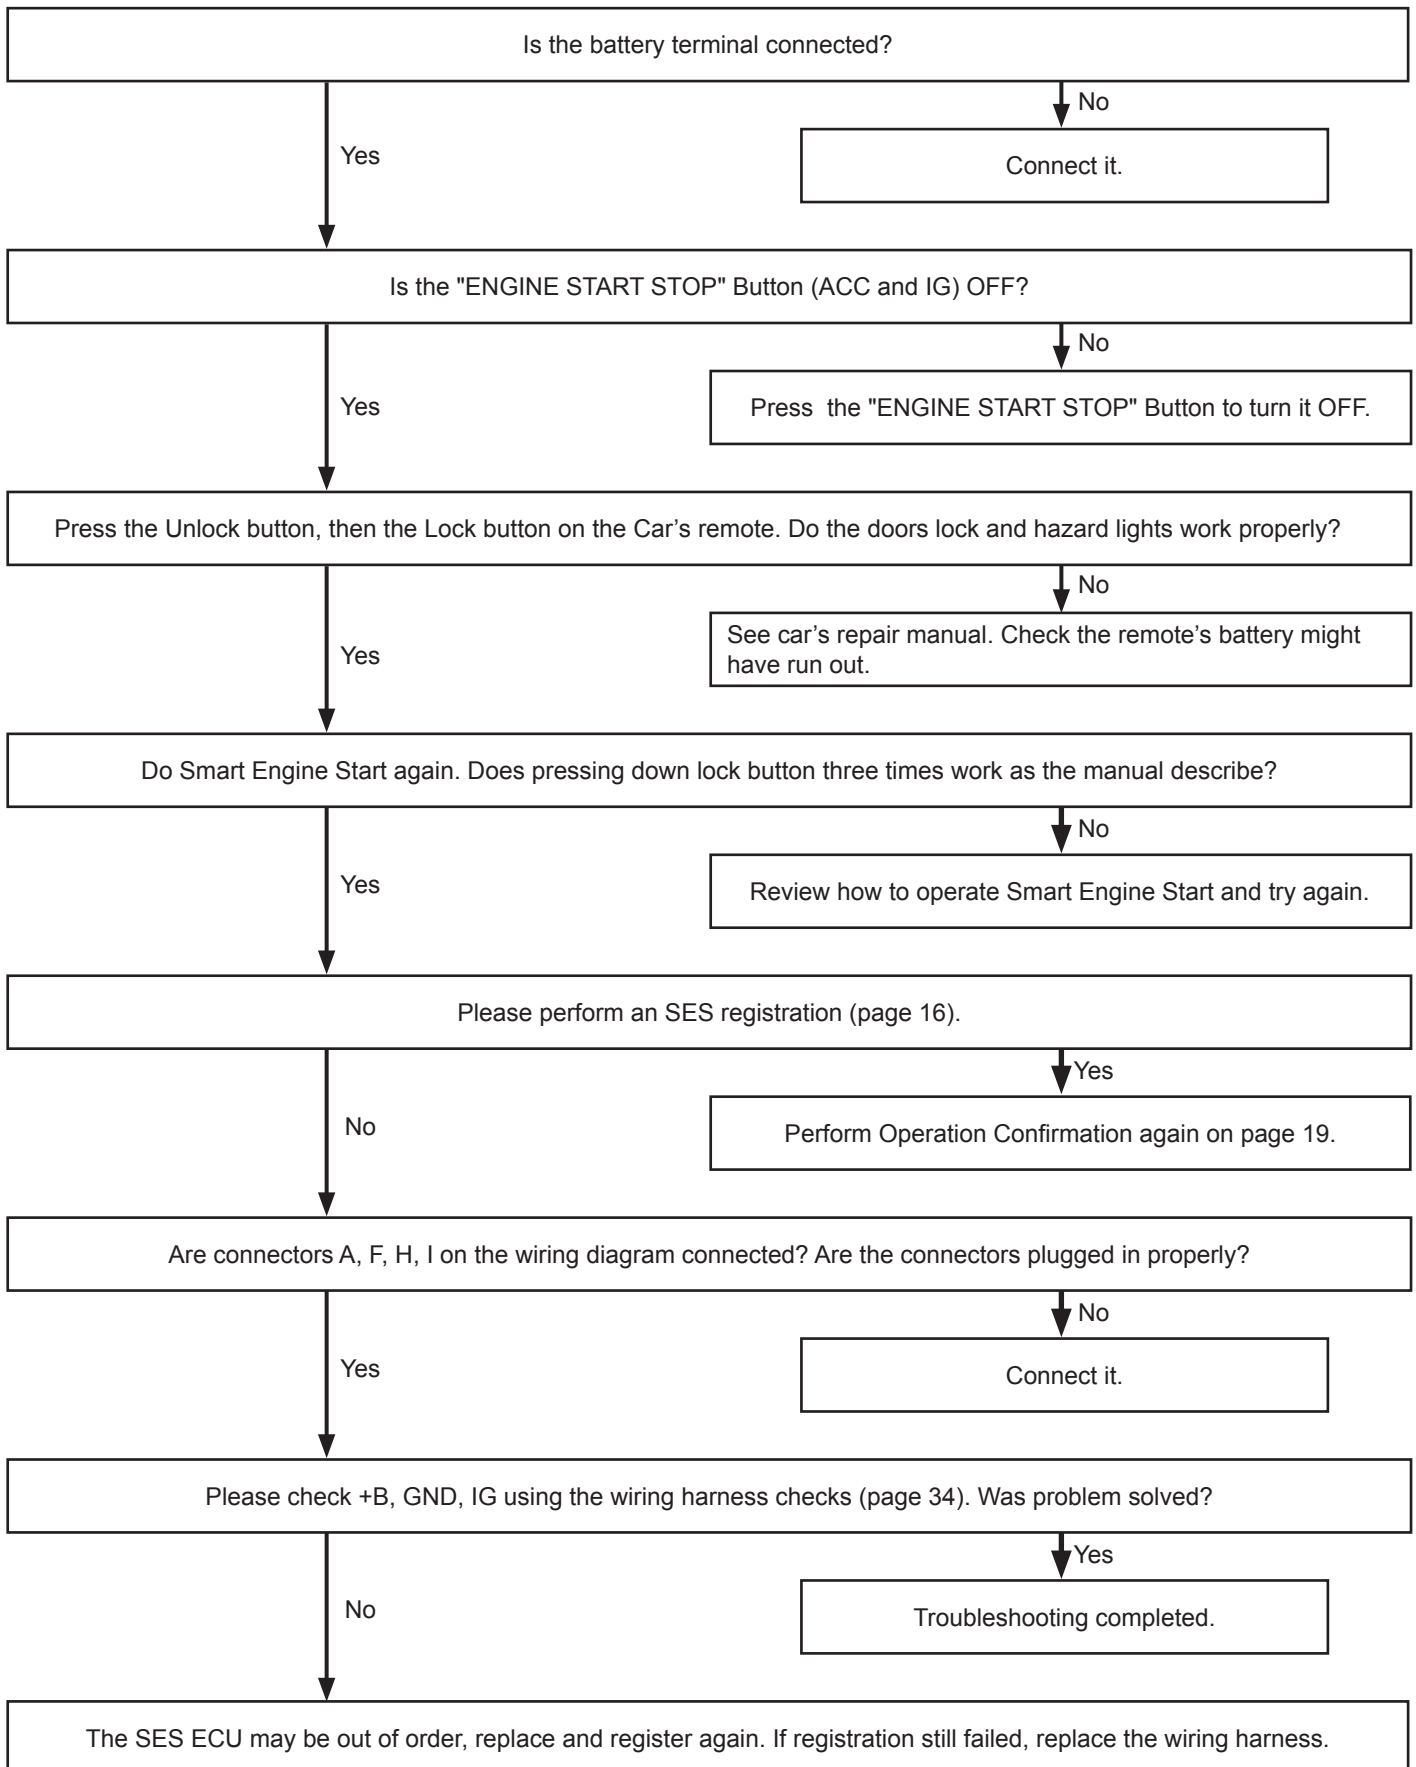 Is the battery terminal connected?
No
Yes
Connect it.
Is the "ENGINE START STOP" Button (ACC and IG) OFF?
No
Yes
Press  the "ENGINE START STOP" Button to turn it OFF.
Press the Unlock button, then the Lock button on the Car’s remote. Do the doors lock and hazard lights work properly?
No
Yes
See car’s repair manual. Check the remote’s battery might
have run out.
Do Smart Engine Start again. Does pressing down lock button three times work as the manual describe?
No
Yes
Review how to operate Smart Engine Start and try again.
Please perform an SES registration (page 16).
Yes
No
Perform Operation Confirmation again on page 19.
Are connectors A, F, H, I on the wiring diagram connected? Are the connectors plugged in properly?
No
Yes
Connect it.
Please check +B, GND, IG using the wiring harness checks (page 34). Was problem solved?
Yes
No
Troubleshooting completed.
The SES ECU may be out of order, replace and register again. If registration still failed, replace the wiring harness.